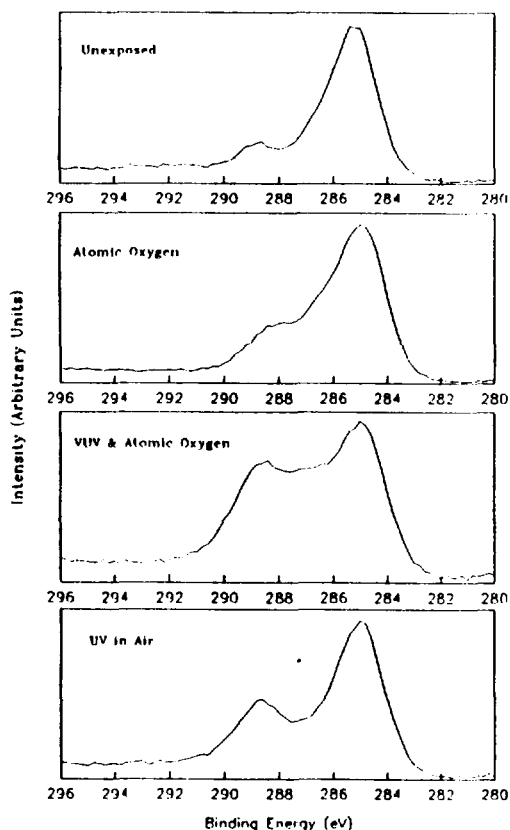 Unexposed
296 294 292 290 288 286 284 282 280
Atomic Oxygen
296 294 292 290 288 286 284 282 280
VUV & Atomic Oxygen
296 294 292 290 288 286 284 282 280
UV in Air
296 294 292 290 288 286 284 282 280
Intensity (Arbitrary Units)
Binding Energy (eV)